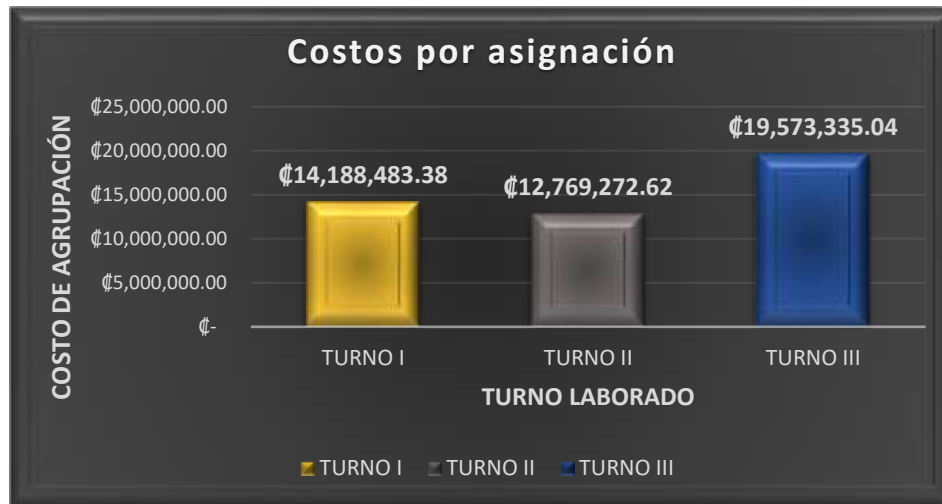 Costos por asignación
COSTO DE AGRUPACIÓN
₡25,000,000.00
₡20,000,000.00
₡15,000,000.00
₡10,000,000.00
₡5,000,000.00
₡-
₡14,188,483.38
₡12,769,272.62
₡19,573,335.04
TURNO I
TURNO II
TURNO III
TURNO LABORADO
TURNO I
TURNO II
TURNO III